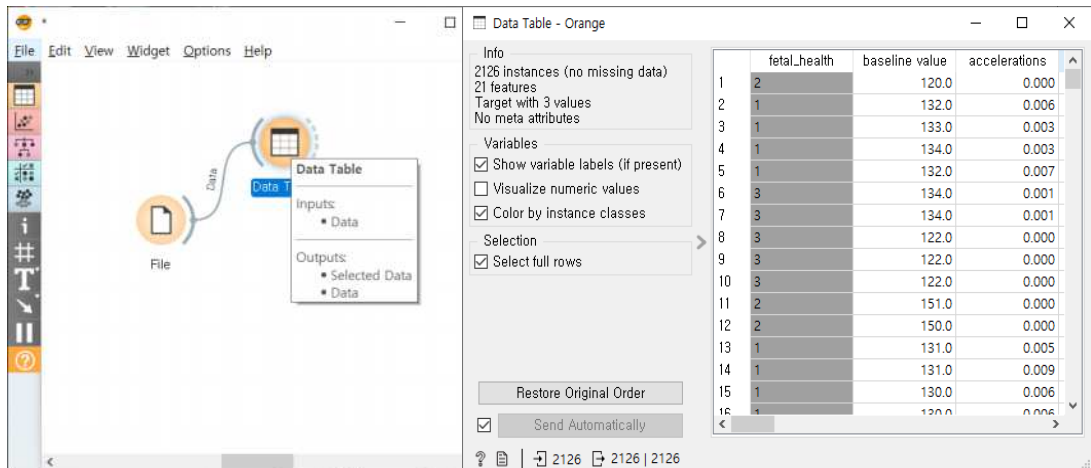 File Edit View Widget Options Help
Data
Data T
File
Data Table
Inputs:
• Data
Outputs:
• Selected Data
• Data
Data Table - Orange
Info
2126 instances (no missing data)
21 features
Target with 3 values
No meta attributes
Variables
Show variable labels (if present)
Visualize numeric values
Color by instance classes
Selection
Select full rows
Restore Original Order
Send Automatically
? 2126 2126 | 2126
fetal_health baseline value accelerations
1 2 120.0 0.000
2 1 132.0 0.006
3 1 133.0 0.003
4 1 134.0 0.003
5 1 132.0 0.007
6 3 134.0 0.001
7 3 134.0 0.001
8 3 122.0 0.000
9 3 122.0 0.000
10 3 122.0 0.000
11 2 151.0 0.000
12 2 150.0 0.000
13 1 131.0 0.005
14 1 131.0 0.009
15 1 130.0 0.006
16 1 130.0 0.006